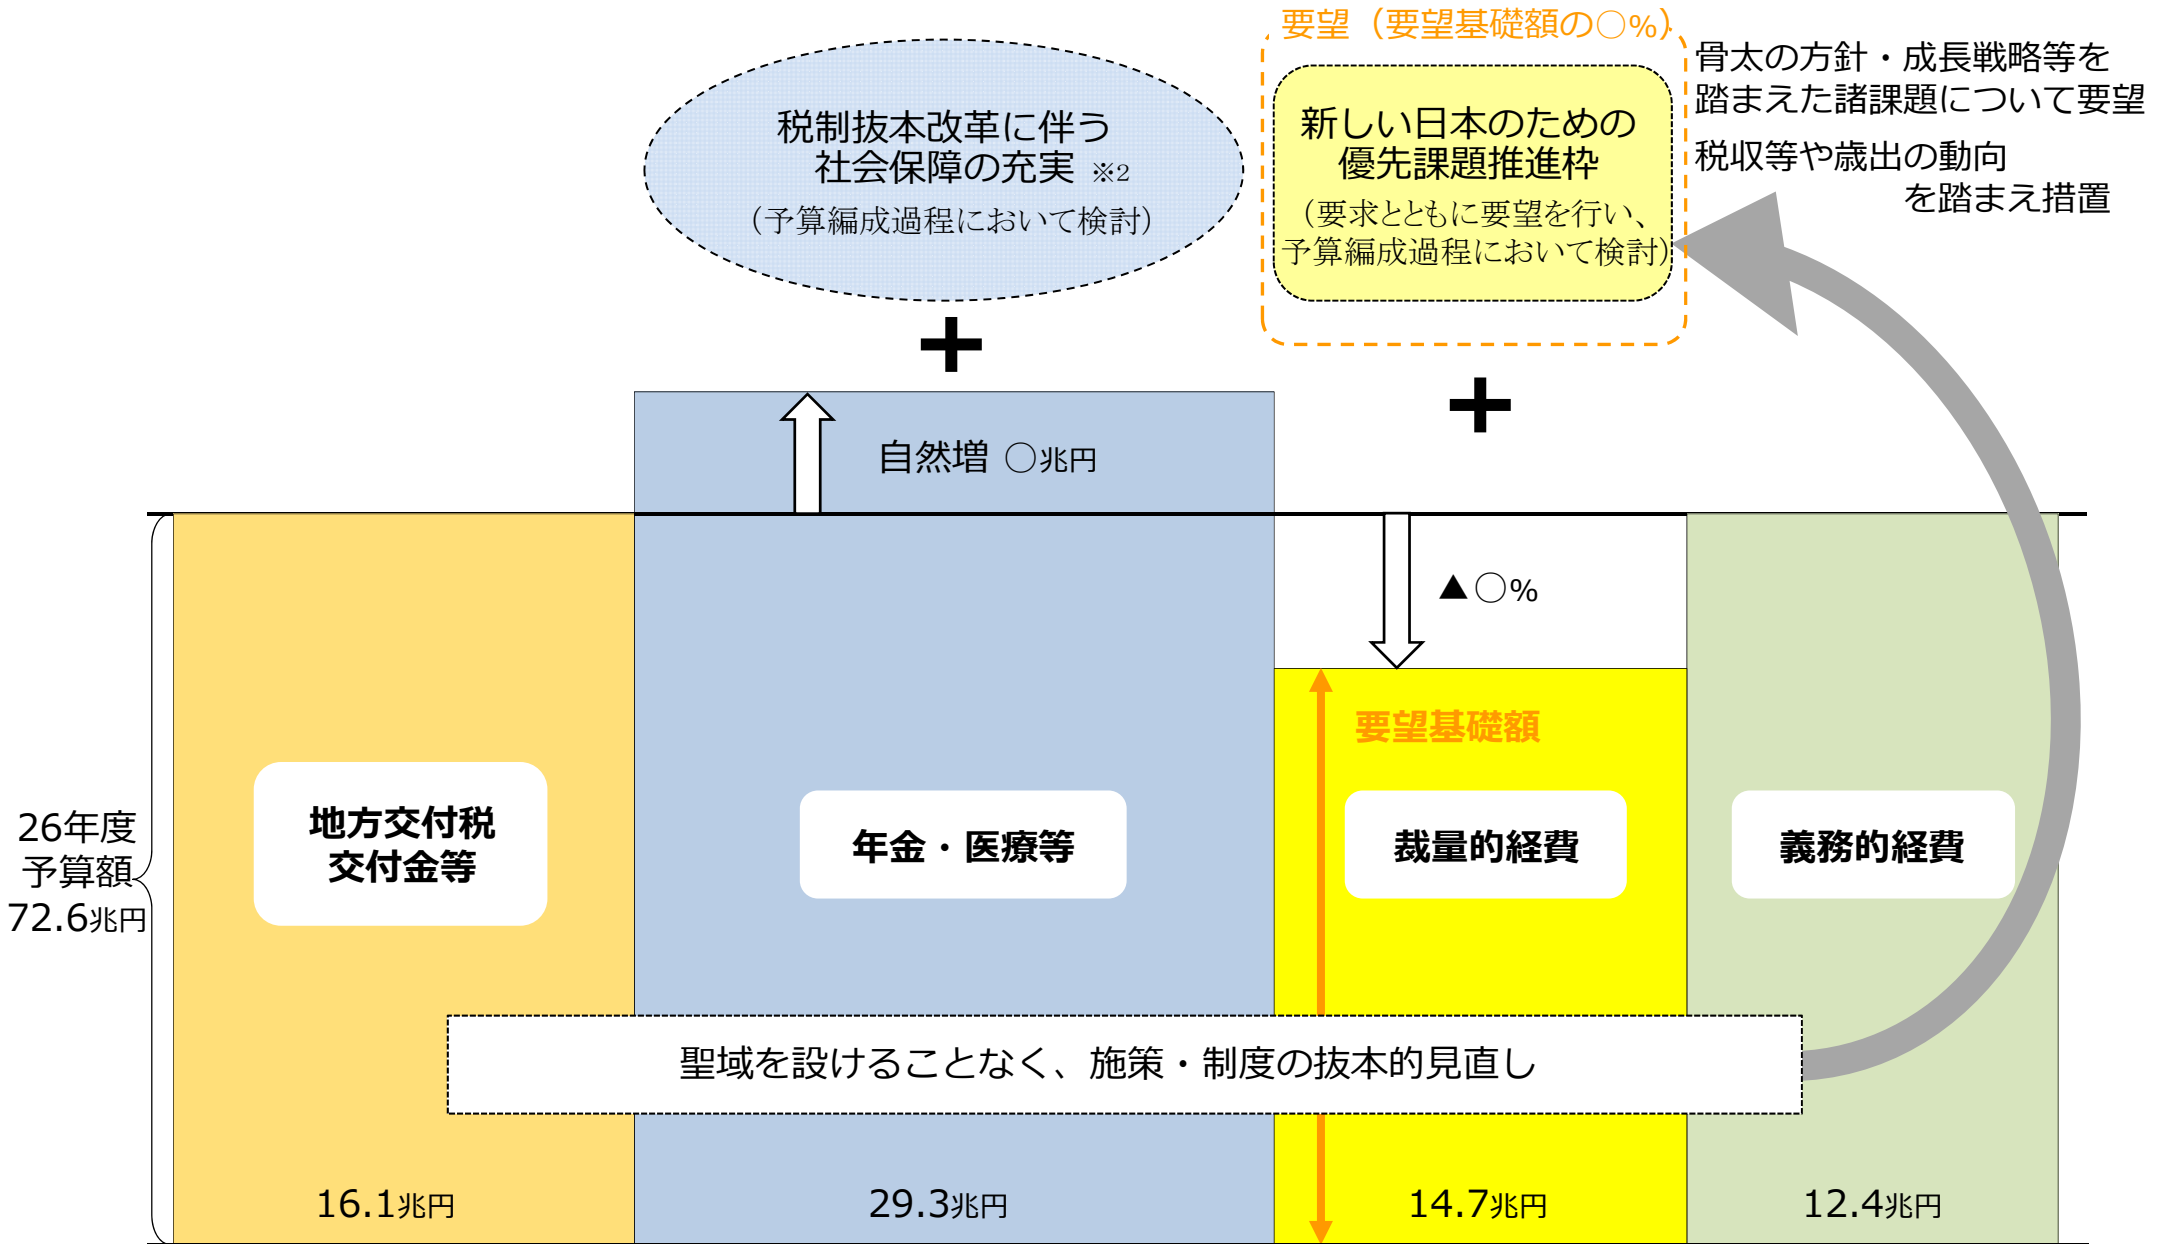 要望（要望基礎額の○%）
骨太の方針・成長戦略等を
踏まえた諸課題について要望
税収等や歳出の動向
を踏まえ措置
税制抜本改革に伴う
社会保障の充実 ※2
（予算編成過程において検討）
新しい日本のための
優先課題推進枠
（要求とともに要望を行い、
予算編成過程において検討）
+
+
自然増 ○兆円
▲○%
要望基礎額
26年度
予算額
72.6兆円
地方交付税
交付金等
年金・医療等
裁量的経費
義務的経費
聖域を設けることなく、施策・制度の抜本的見直し
16.1兆円
29.3兆円
14.7兆円
12.4兆円